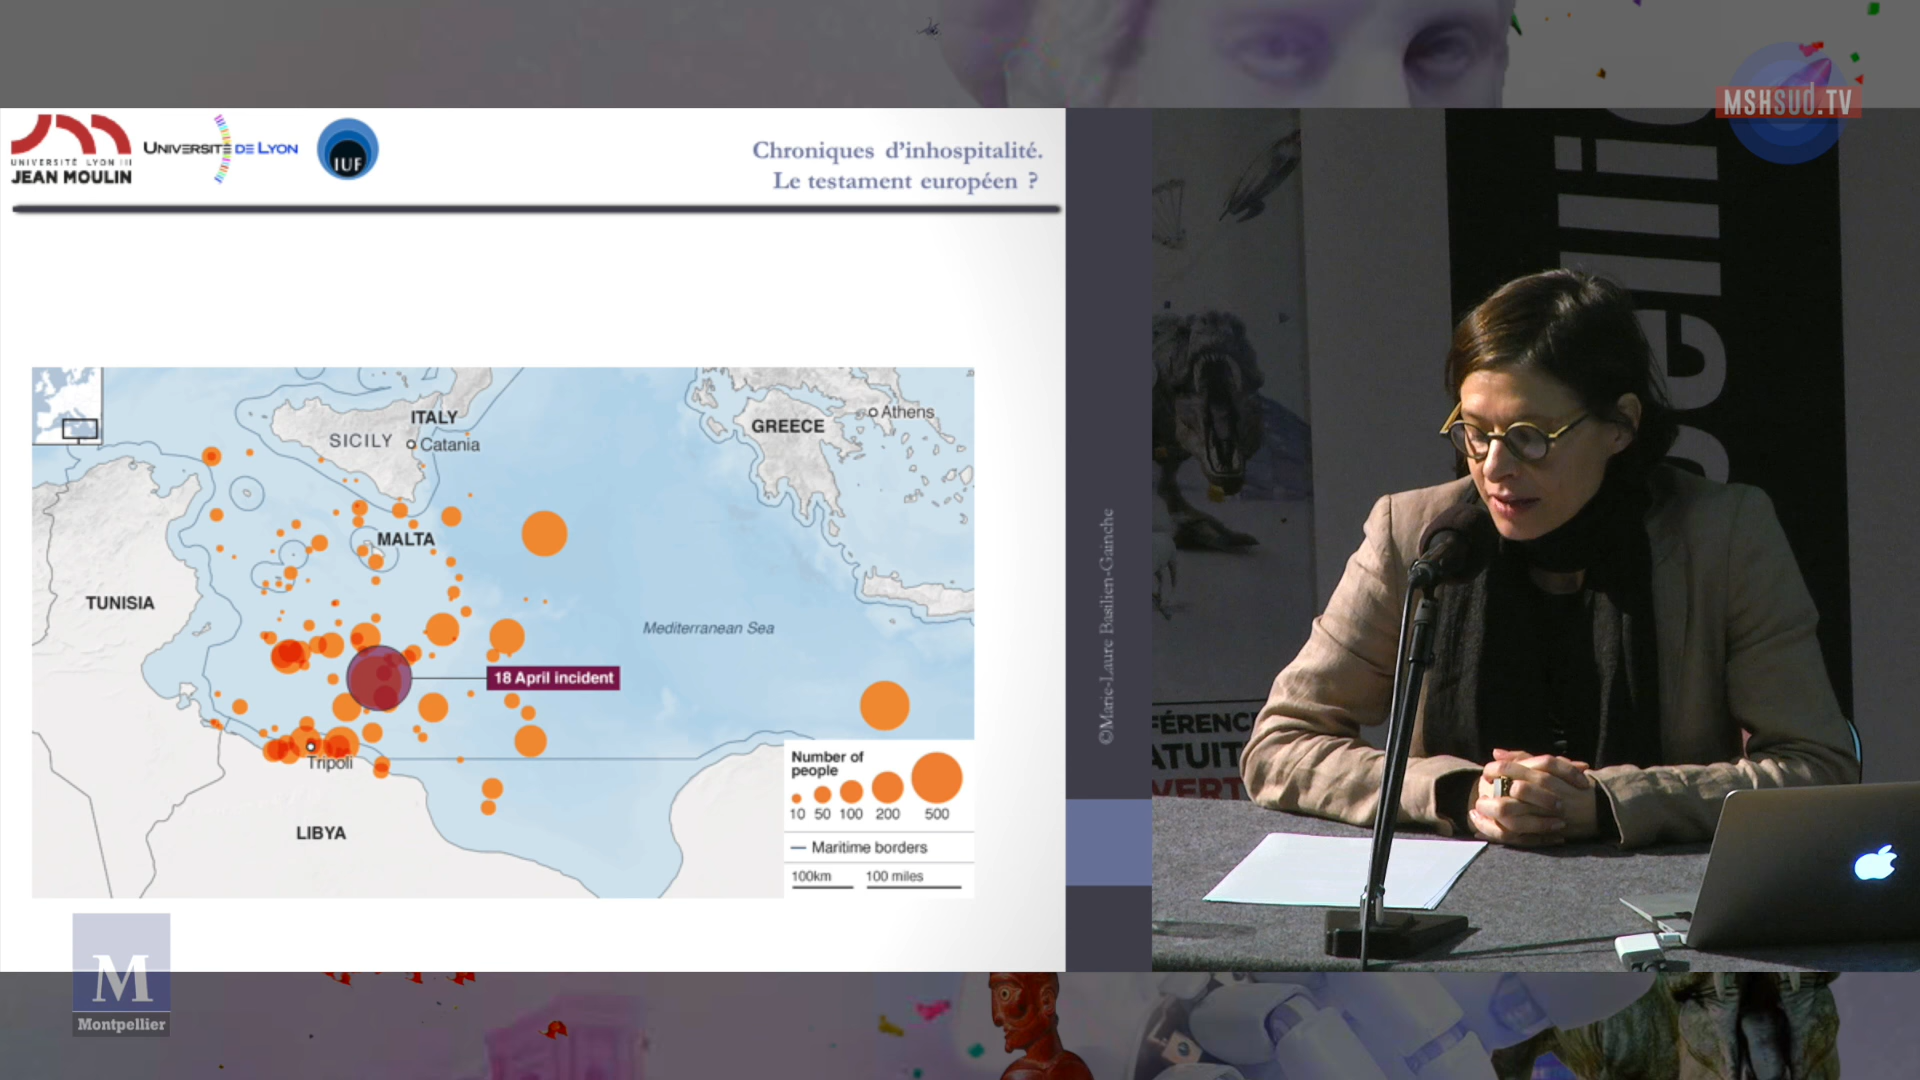 MSHSUD.TV
UNIVERSITÉ LYON III
JEAN MOULIN
UNIVERSITÉ DE LYON
IUF
Chroniques d'inhospitalité.
Le testament européen ?
ITALY
SICILY
Catania
GREECE
Athens
MALTA
TUNISIA
Mediterranean Sea
18 April incident
Tripoli
LIBYA
Number of
people
10 50 100 200 500
Maritime borders
100km 100 miles
©Marie-Laure Basilien-Gainche
FÉRENC
ATUIT
VERT
M
Montpellier